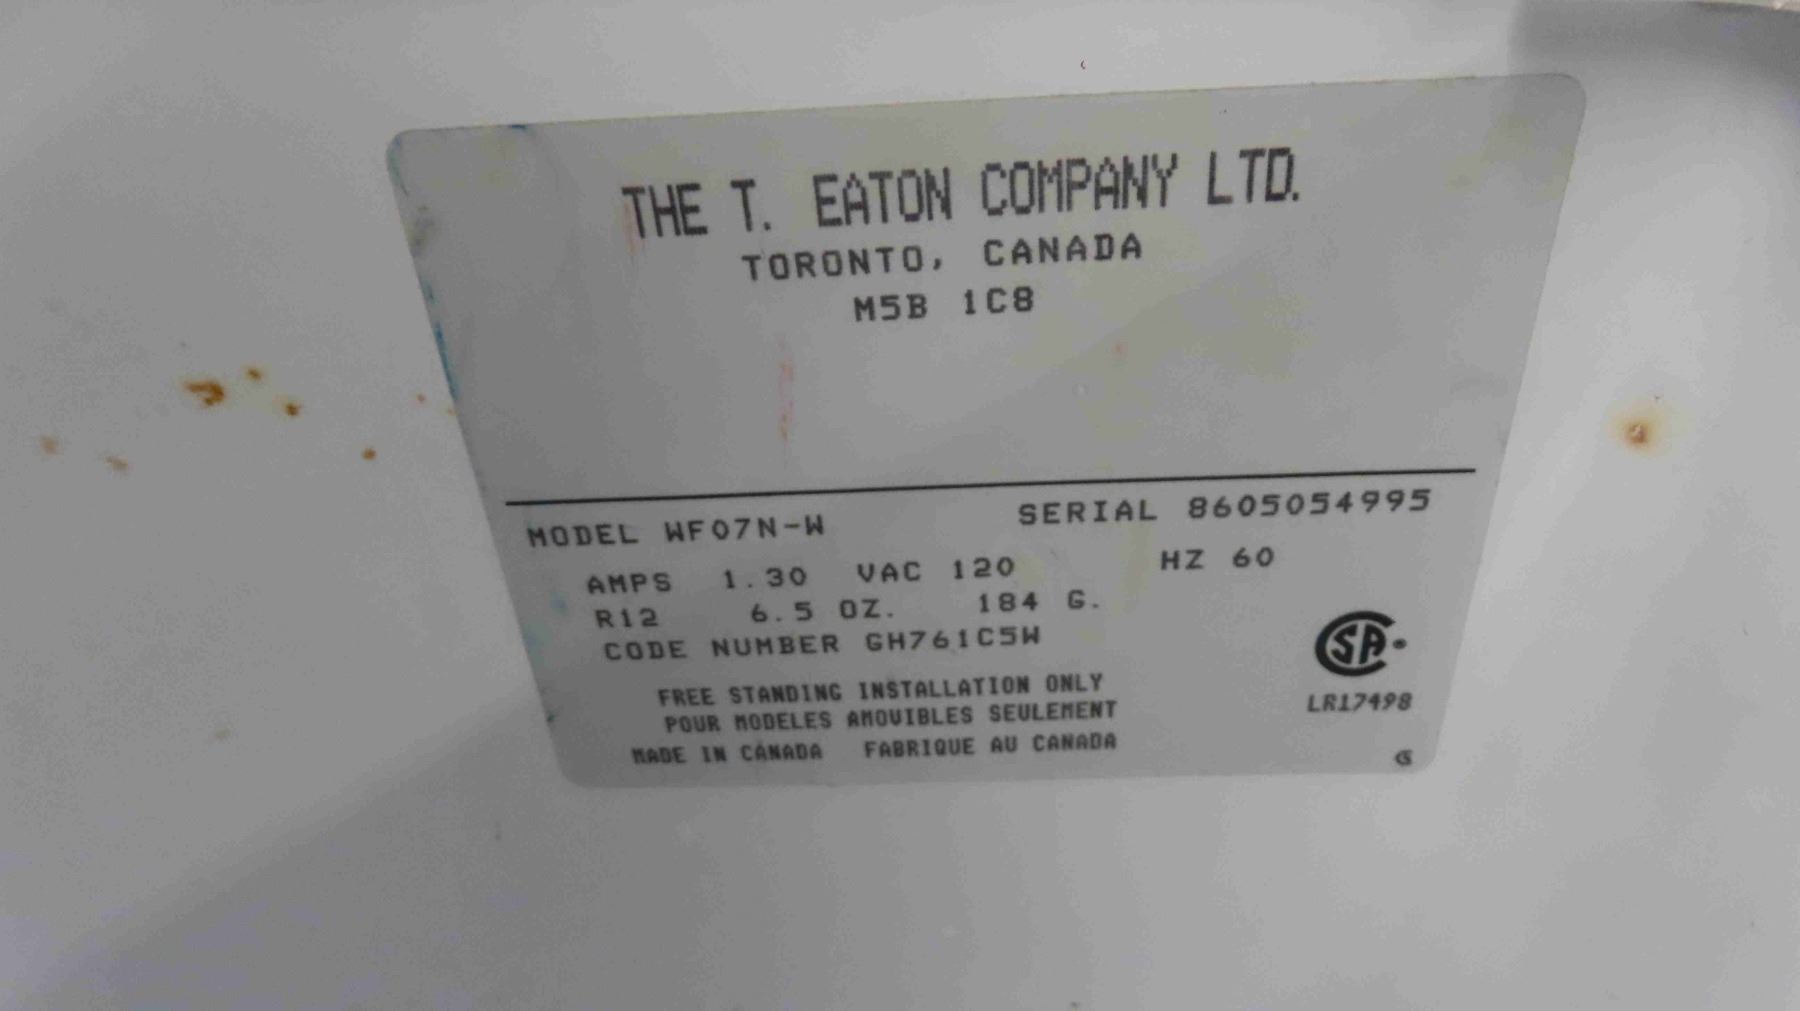 THE T. EATON COMPANY LTD.
TORONTO, CANADA
M5B 1C8
MODEL WF07N-W SERIAL 8605054995
AMPS 1.30 VAC 120 HZ 60
R12 6.5 OZ. 184 G.
CODE NUMBER GH761C5W
FREE STANDING INSTALLATION ONLY
POUR MODELES AMOVIBLES SEULEMENT
MADE IN CANADA FABRIQUE AU CANADA
SA
LR17498